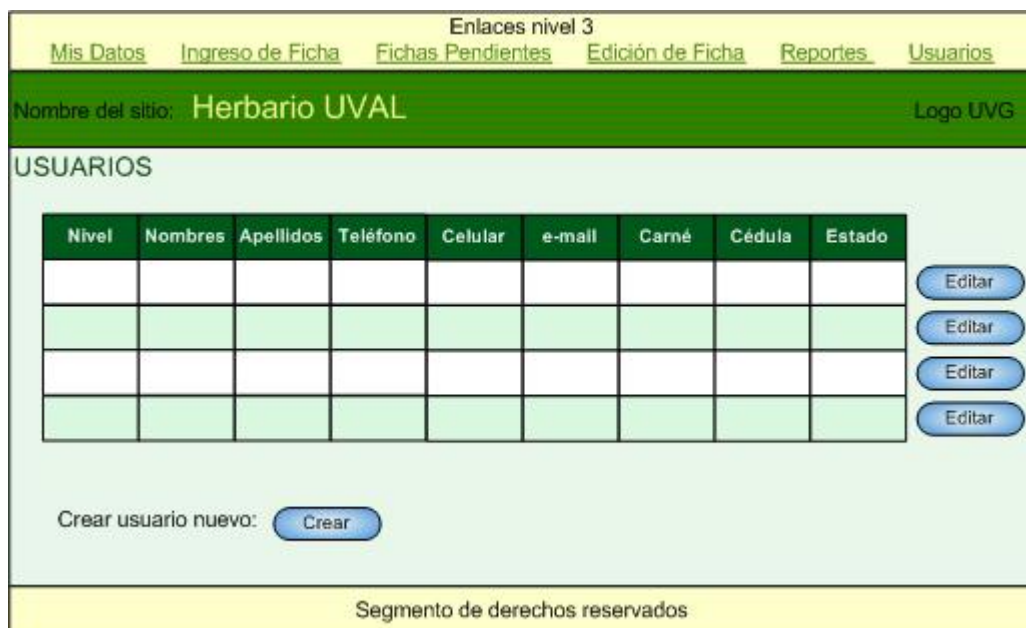 Enlaces nivel 3
Mis Datos Ingreso de Ficha Fichas Pendientes Edición de Ficha Reportes Usuarios
Nombre del sitio: Herbario UVAL Logo UVG
USUARIOS
Nivel Nombres Apellidos Teléfono Celular e-mail Carné Cédula Estado
Editar
Editar
Editar
Editar
Crear usuario nuevo: Crear
Segmento de derechos reservados